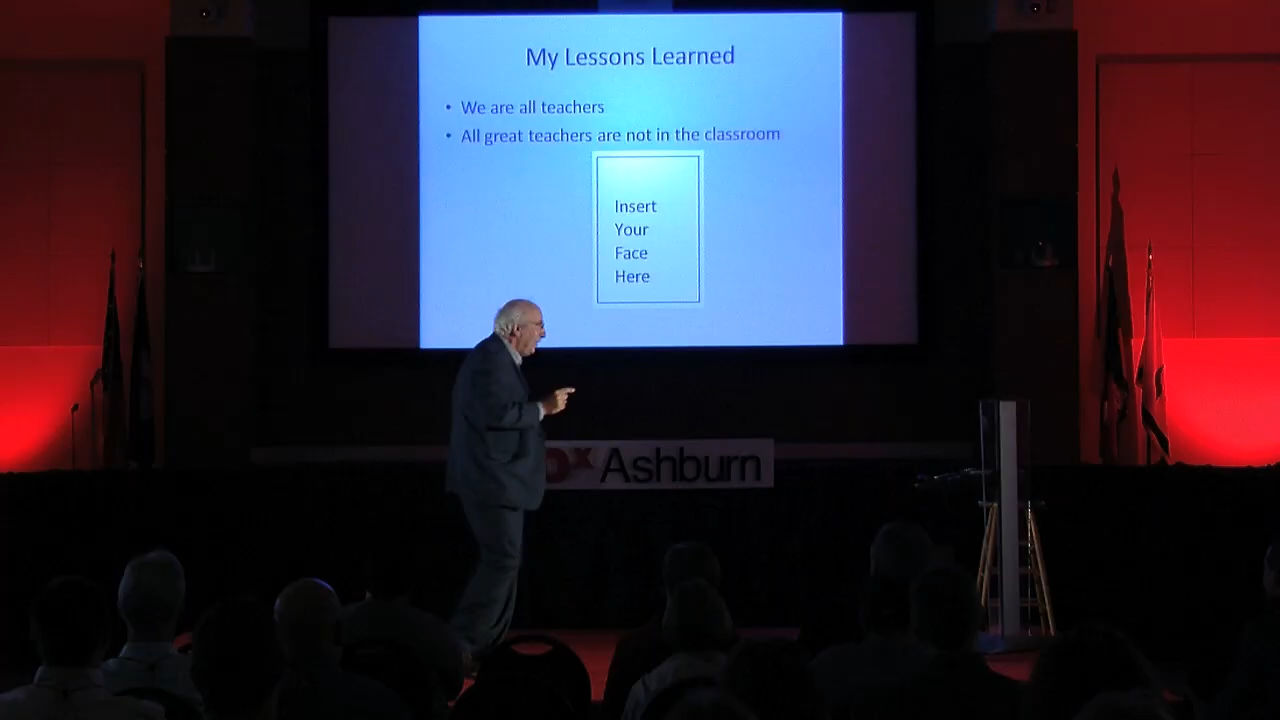 My Lessons Learned
• We are all teachers
• All great teachers are not in the classroom
Insert
Your
Face
Here
x Ashburn